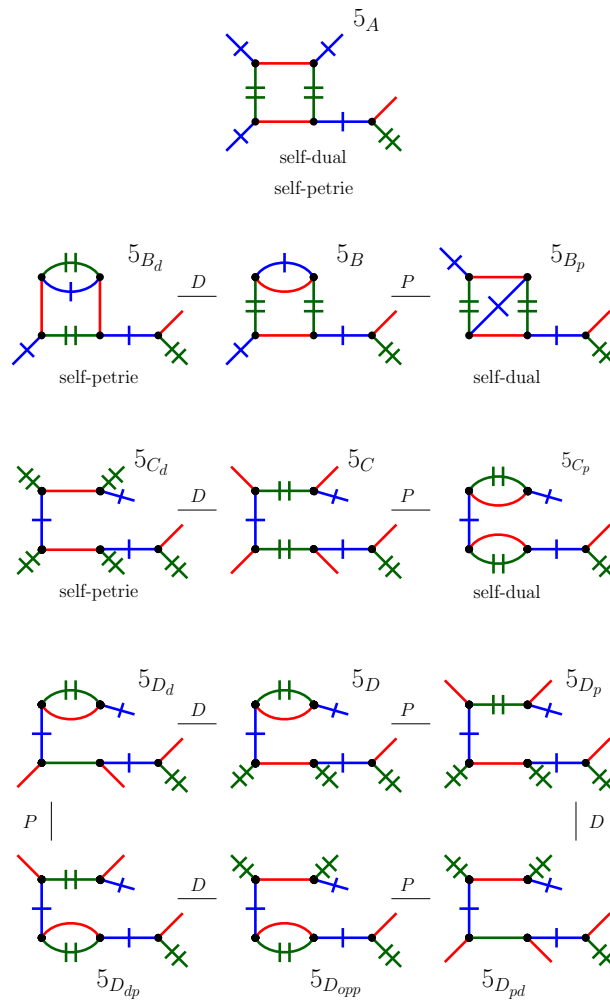 5_A
self-dual
self-petrie
5_{B_d} D 5_B P 5_{B_p}
self-petrie self-dual
5_{C_d} D 5_C P 5_{C_p}
self-petrie self-dual
5_{D_d} D 5_D P 5_{D_p}
P D
D P
5_{D_{dp}} 5_{D_{opp}} 5_{D_{pd}}